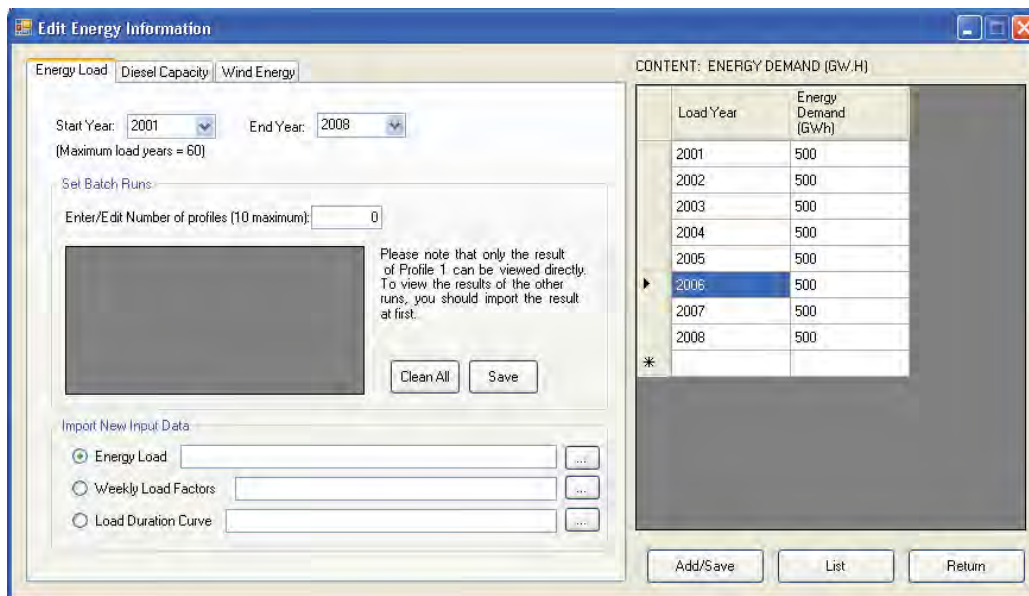 Edit Energy Information
Energy Load Diesel Capacity Wind Energy
Start Year: 2001 End Year: 2008
(Maximum load years = 60)
Set Batch Runs
Enter/Edit Number of profiles (10 maximum): 0
Please note that only the result
of Profile 1 can be viewed directly.
To view the results of the other
runs, you should import the result
at first.
Clean All Save
Import New Input Data
Energy Load ...
Weekly Load Factors ...
Load Duration Curve ...
CONTENT: ENERGY DEMAND (GW.H)
Load Year Energy
Demand
(GWh)
2001 500
2002 500
2003 500
2004 500
2005 500
2006 500
2007 500
2008 500
*
Add/Save List Return